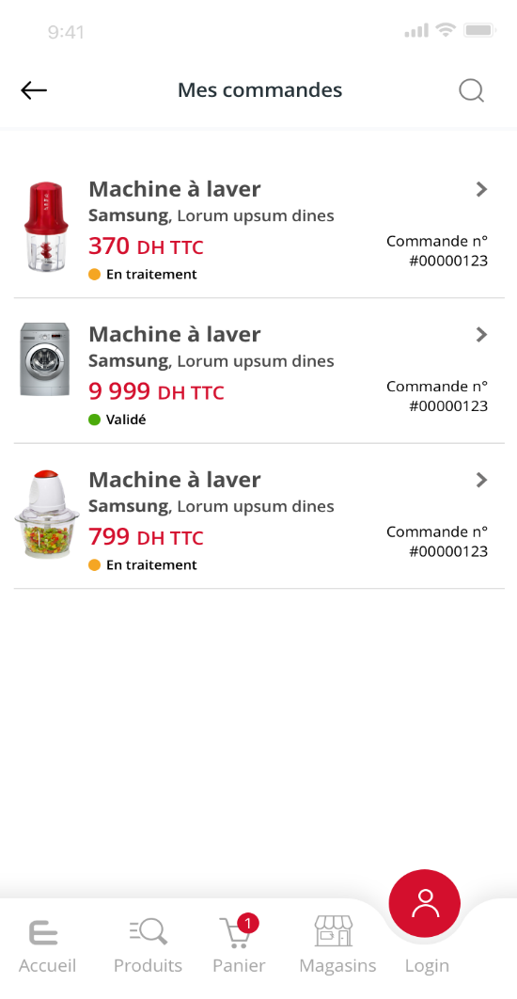 9:41
Mes commandes
Machine à laver
Samsung, Lorum upsum dines
370 DH TTC
Commande n°
#00000123
En traitement
Machine à laver
Samsung, Lorum upsum dines
9 999 DH TTC
Commande n°
#00000123
Validé
Machine à laver
Samsung, Lorum upsum dines
799 DH TTC
Commande n°
#00000123
En traitement
1
Accueil Produits Panier Magasins Login